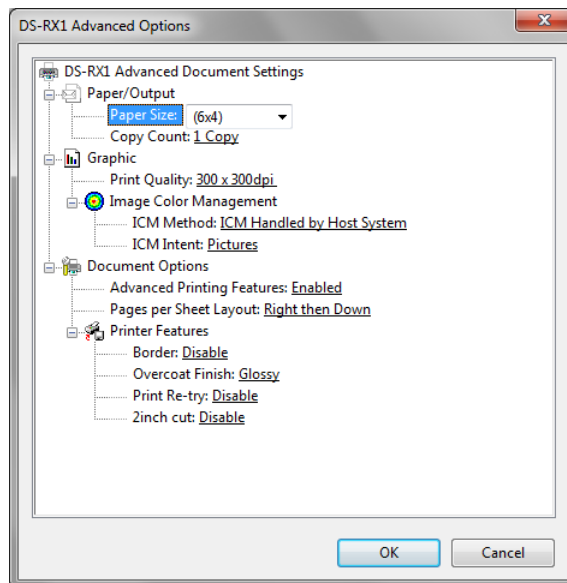 DS-RX1 Advanced Options
DS-RX1 Advanced Document Settings
Paper/Output
Paper Size: (6x4)
Copy Count: 1 Copy
Graphic
Print Quality: 300 x 300dpi
Image Color Management
ICM Method: ICM Handled by Host System
ICM Intent: Pictures
Document Options
Advanced Printing Features: Enabled
Pages per Sheet Layout: Right then Down
Printer Features
Border: Disable
Overcoat Finish: Glossy
Print Re-try: Disable
2inch cut: Disable
OK Cancel